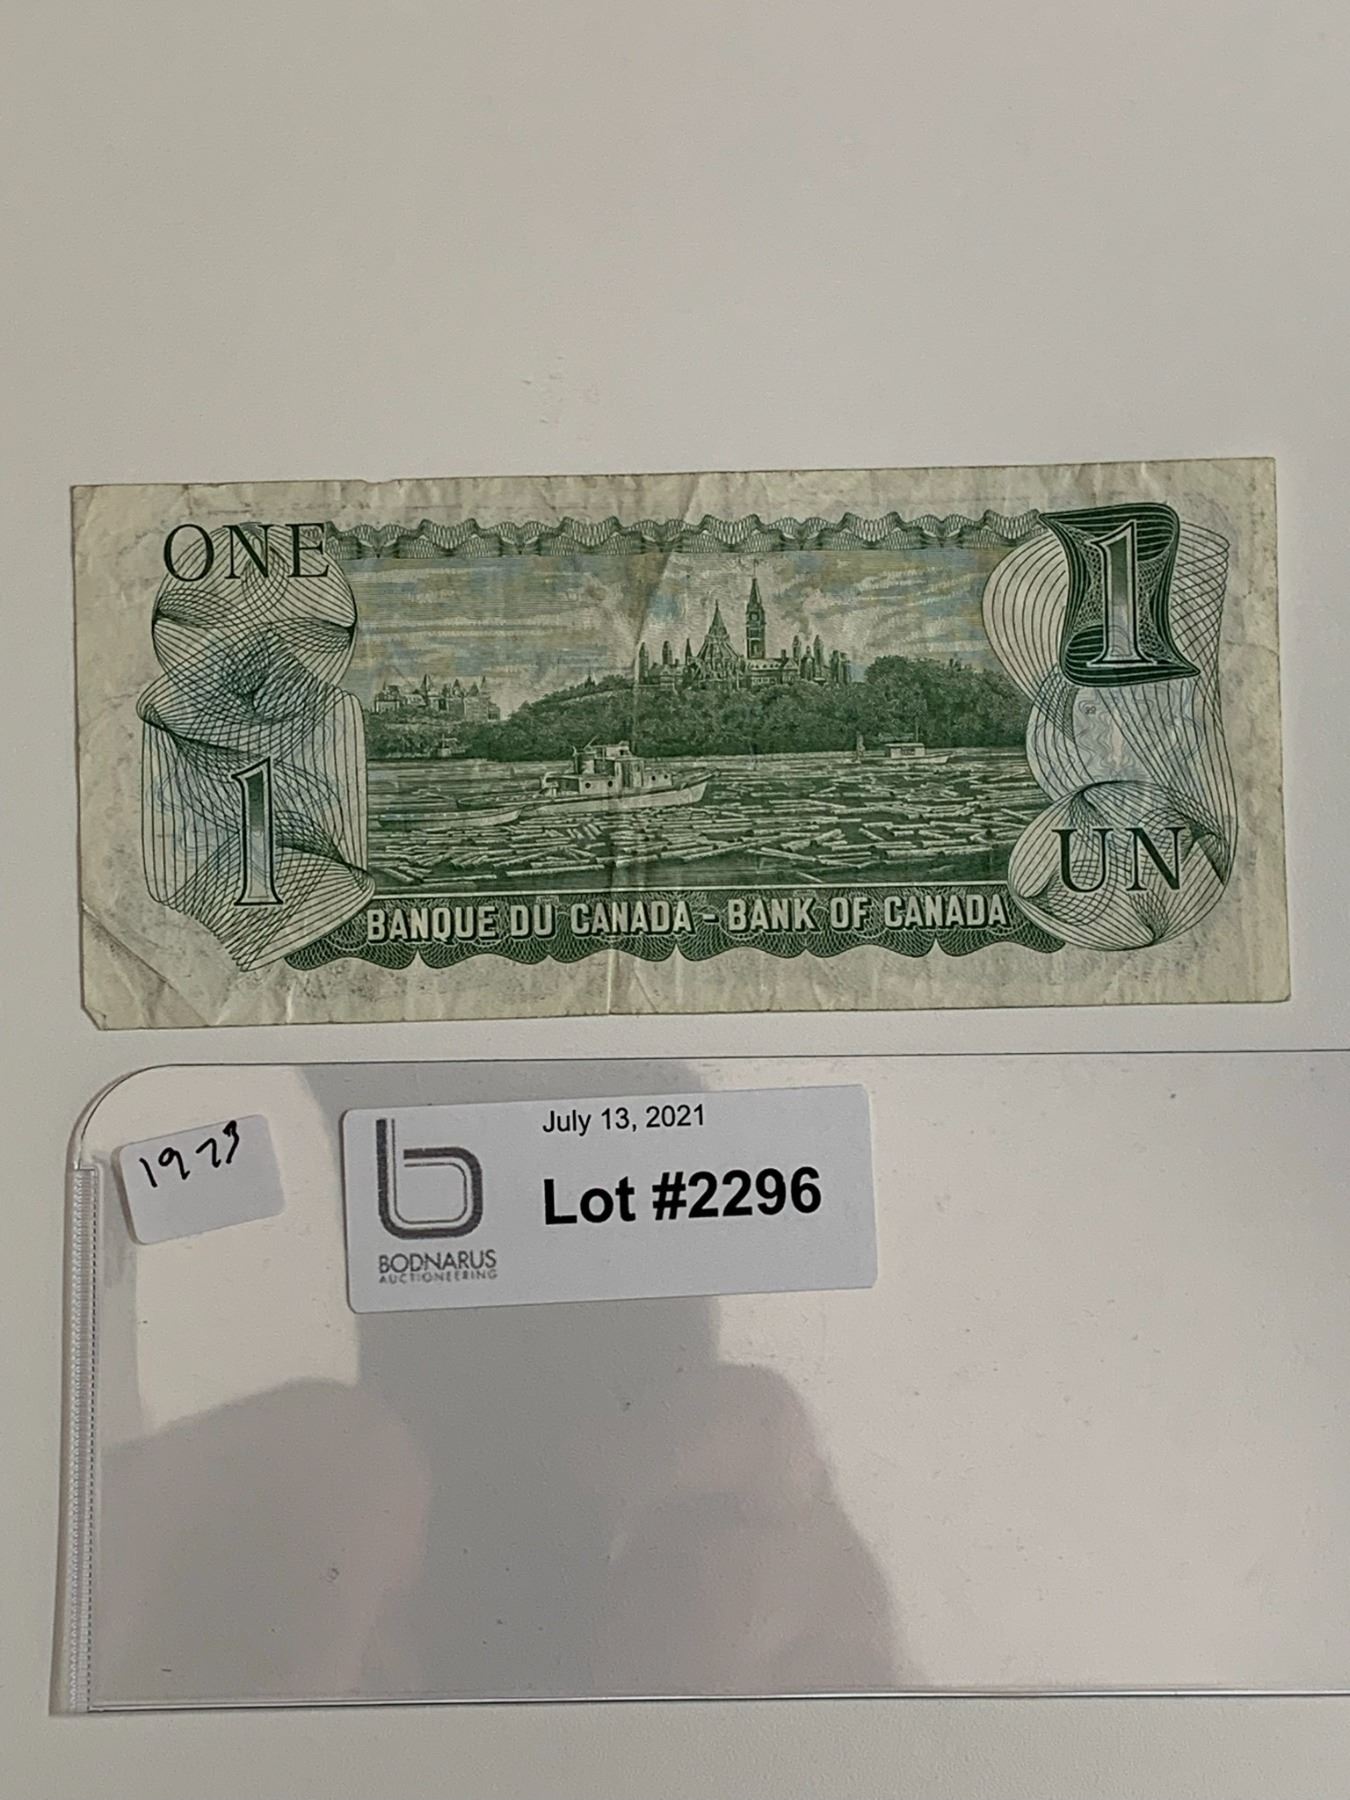 ONE
1
1
UN
BANQUE DU CANADA - BANK OF CANADA
1973
July 13, 2021
Lot #2296
BODNARUS
AUCTIONEERING